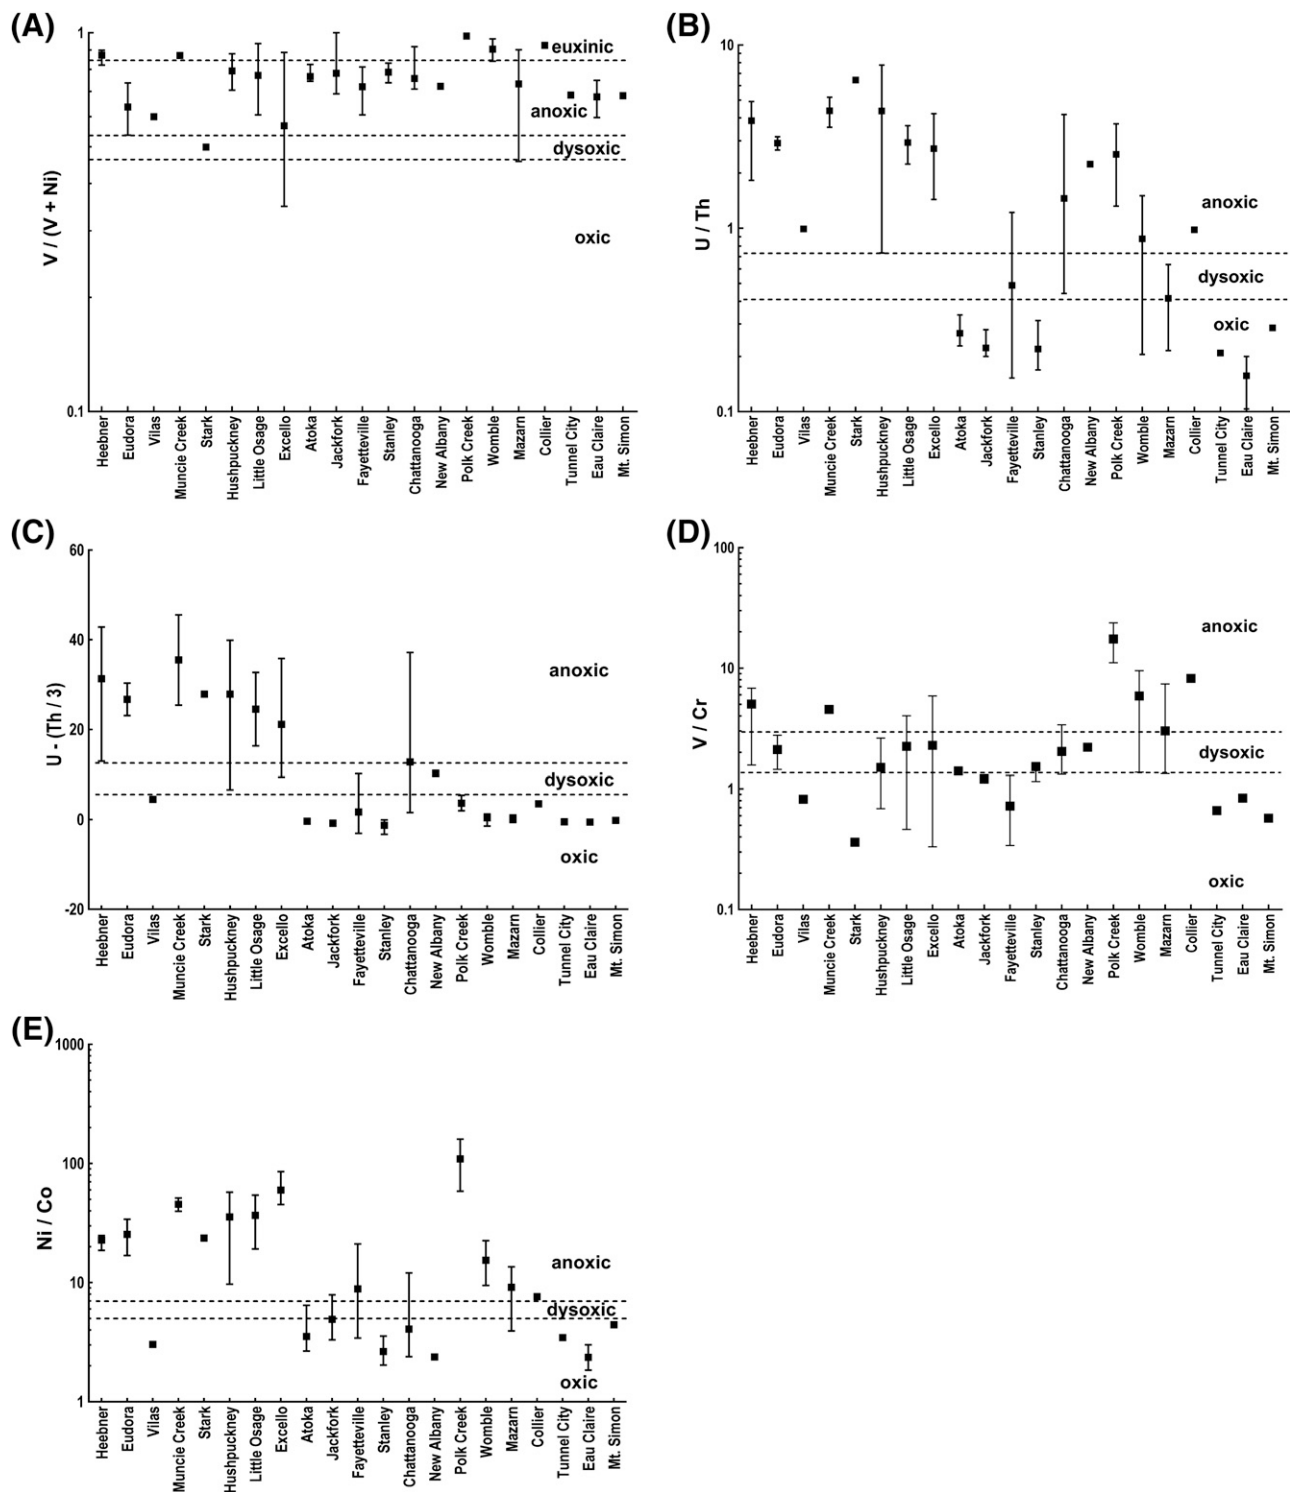 (A)
V / (V + Ni)
1
0.1
euxinic
anoxic
dysoxic
oxic
Heebner
Eudora
Vilas
Muncie Creek
Stark
Hushpuckney
Little Osage
Excello
Atoka
Jackfork
Fayetteville
Stanley
Chattanooga
New Albany
Polk Creek
Womble
Mazarn
Collier
Tunnel City
Eau Claire
Mt. Simon
(B)
U / Th
10
1
0.1
anoxic
dysoxic
oxic
Heebner
Eudora
Vilas
Muncie Creek
Stark
Hushpuckney
Little Osage
Excello
Atoka
Jackfork
Fayetteville
Stanley
Chattanooga
New Albany
Polk Creek
Womble
Mazarn
Collier
Tunnel City
Eau Claire
Mt. Simon
(C)
U - (Th / 3)
60
40
20
0
-20
anoxic
dysoxic
oxic
Heebner
Eudora
Vilas
Muncie Creek
Stark
Hushpuckney
Little Osage
Excello
Atoka
Jackfork
Fayetteville
Stanley
Chattanooga
New Albany
Polk Creek
Womble
Mazarn
Collier
Tunnel City
Eau Claire
Mt. Simon
(D)
V / Cr
100
10
1
0.1
anoxic
dysoxic
oxic
Heebner
Eudora
Vilas
Muncie Creek
Stark
Hushpuckney
Little Osage
Excello
Atoka
Jackfork
Fayetteville
Stanley
Chattanooga
New Albany
Polk Creek
Womble
Mazarn
Collier
Tunnel City
Eau Claire
Mt. Simon
(E)
Ni / Co
1000
100
10
1
anoxic
dysoxic
oxic
Heebner
Eudora
Vilas
Muncie Creek
Stark
Hushpuckney
Little Osage
Excello
Atoka
Jackfork
Fayetteville
Stanley
Chattanooga
New Albany
Polk Creek
Womble
Mazarn
Collier
Tunnel City
Eau Claire
Mt. Simon